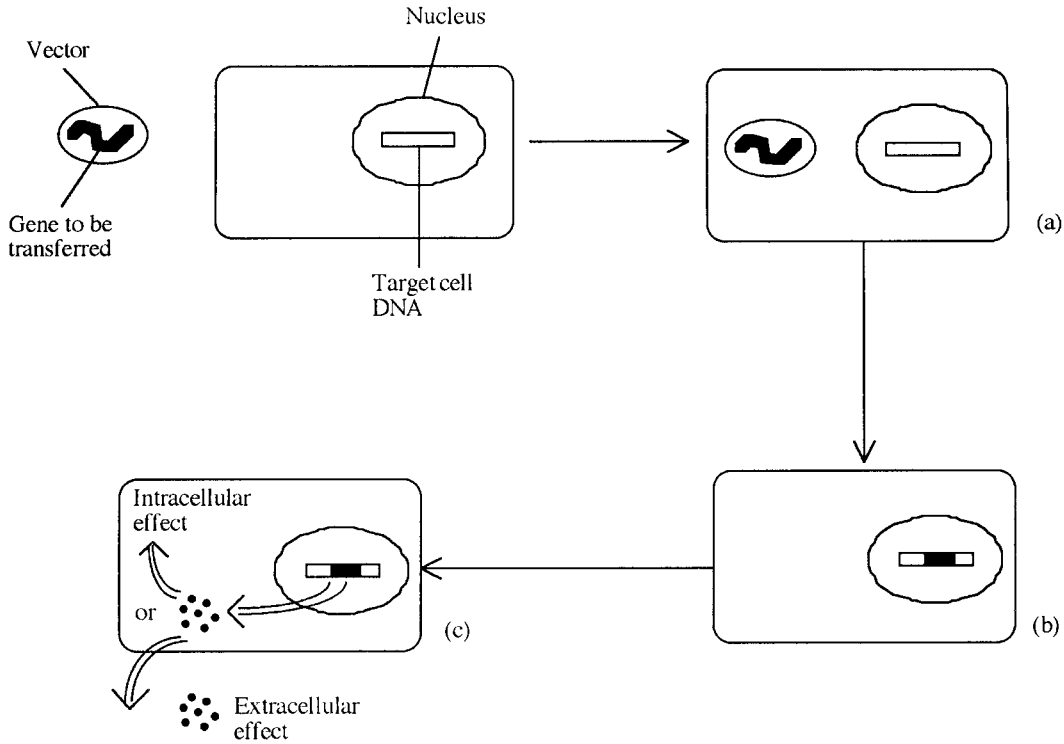 Nucleus
Vector
Gene to be
transferred
Target cell
DNA
(a)
Intracellular
effect
or
(c)
(b)
Extracellular
effect